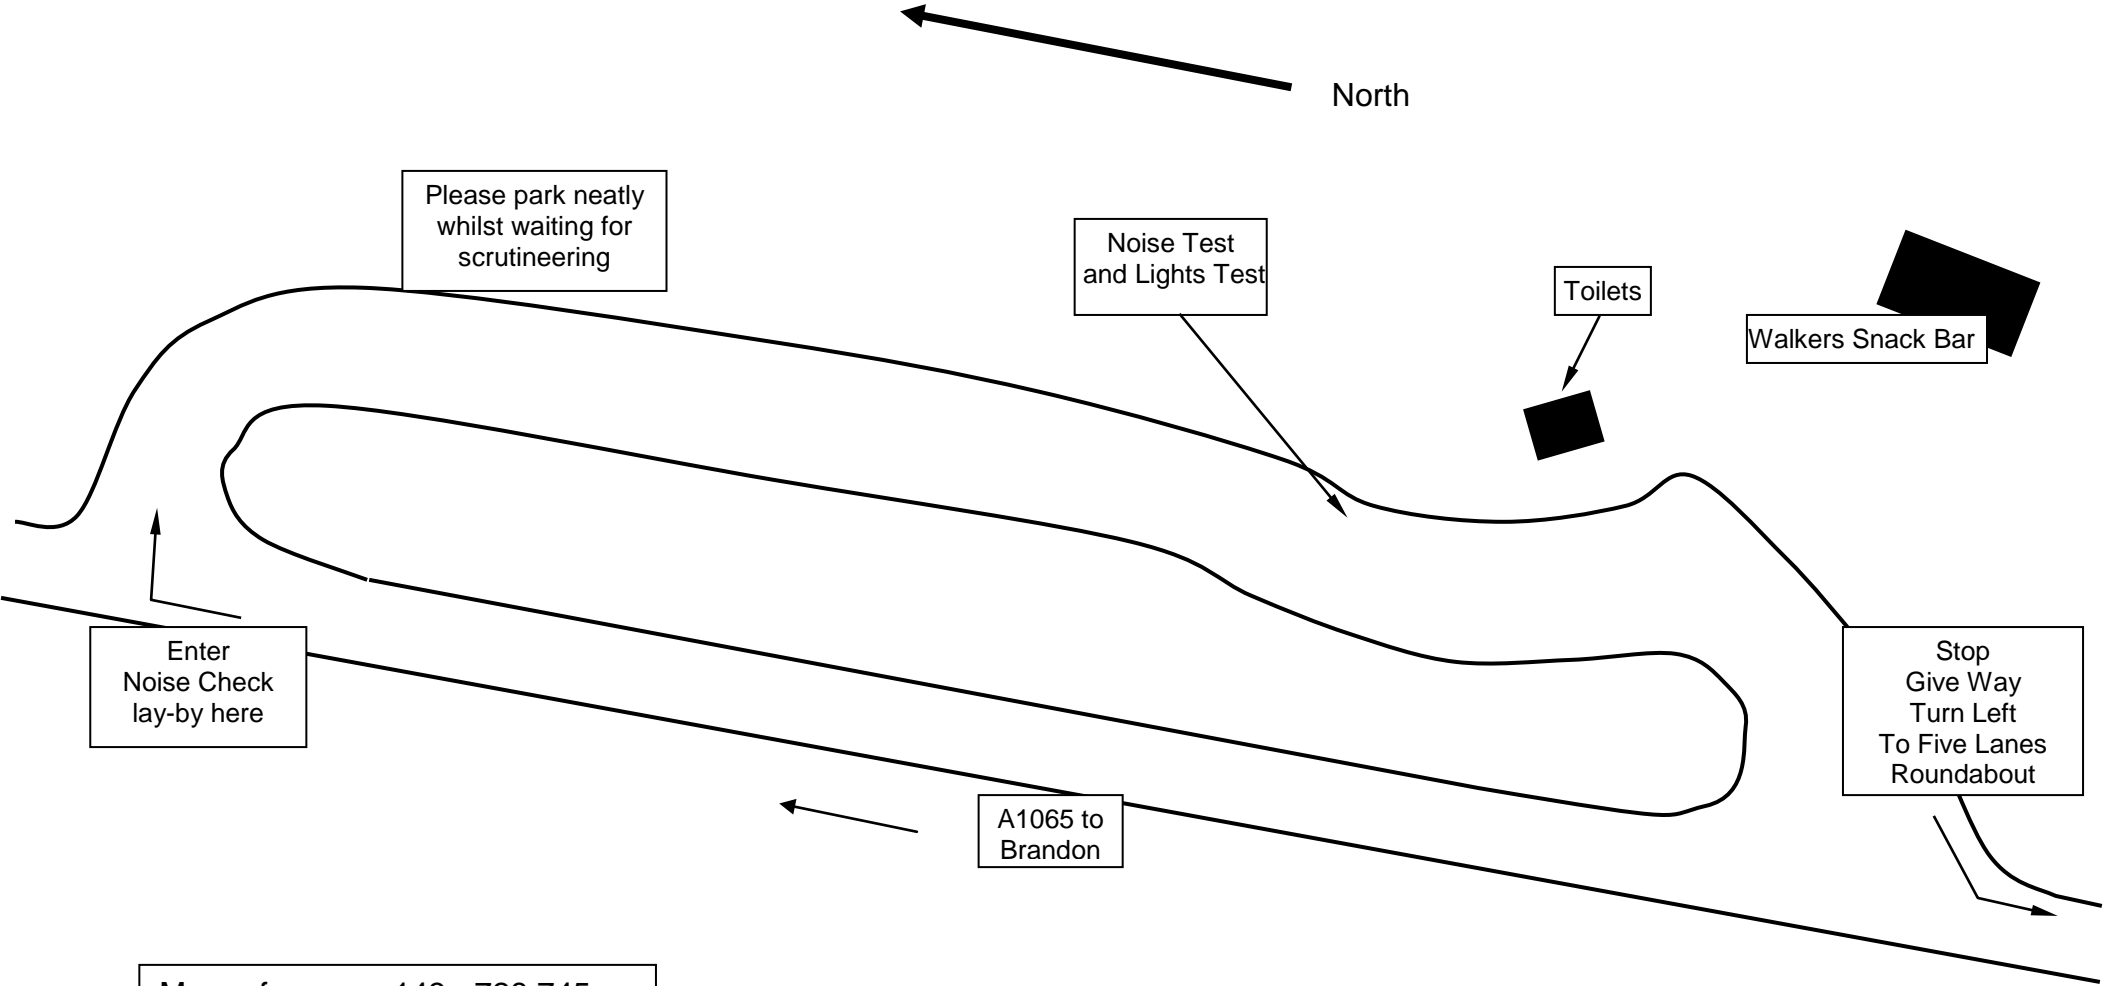 North
Please park neatly
whilst waiting for
scrutineering
Noise Test
and Lights Test
Toilets
Walkers Snack Bar
Enter
Noise Check
lay-by here
Stop
Give Way
Turn Left
To Five Lanes
Roundabout
A1065 to
Brandon